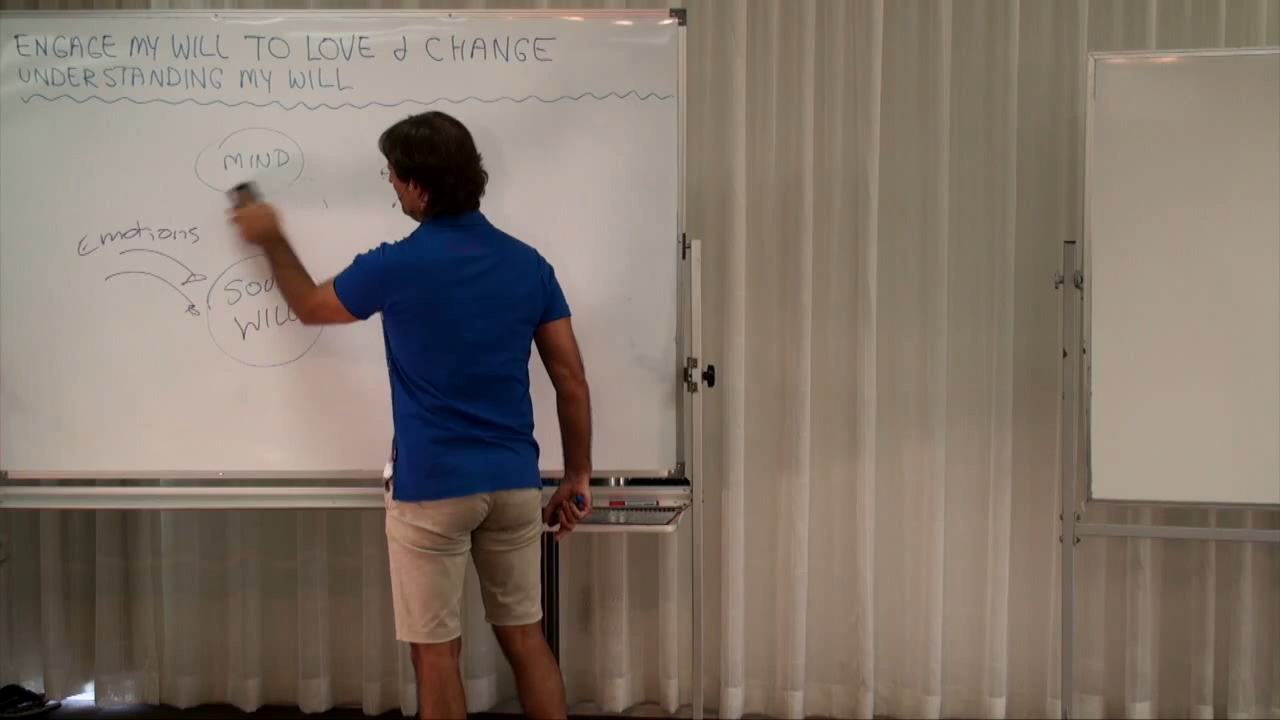 ENGAGE MY WILL TO LOVE & CHANGE
UNDERSTANDING MY WILL
MIND
Emotions
WILL